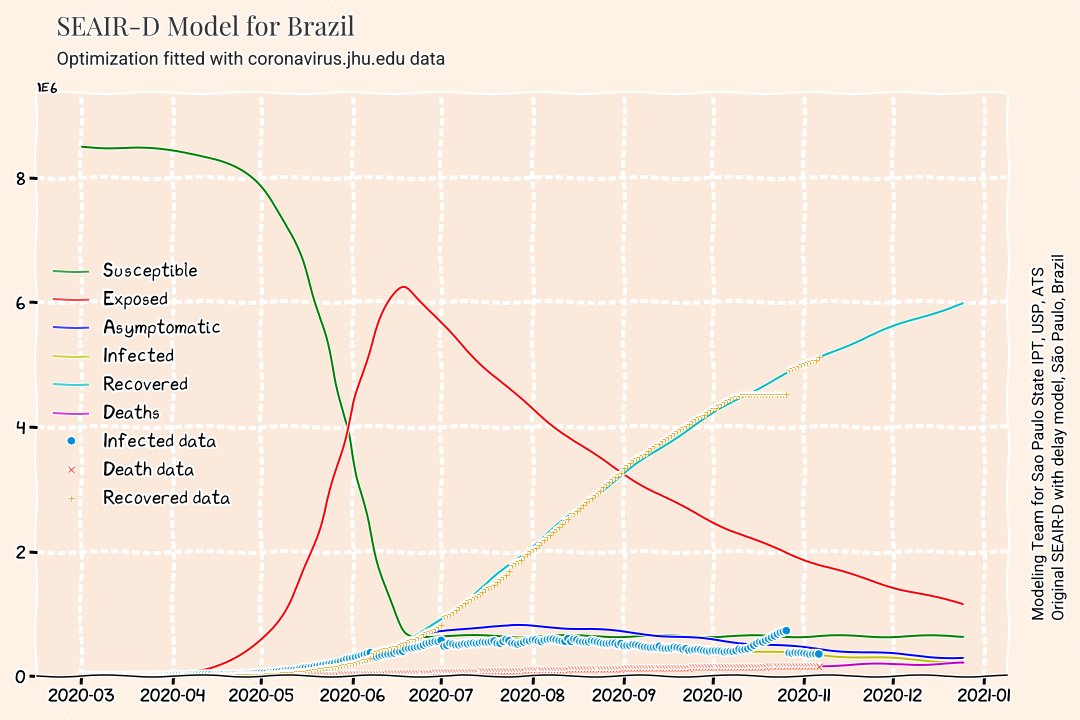 SEAIR-D Model for Brazil
Optimization fitted with coronavirus.jhu.edu data
1E6
8
6
4
2
0
Susceptible
Exposed
Asymptomatic
Infected
Recovered
Deaths
Infected data
Death data
Recovered data
2020-03 2020-04 2020-05 2020-06 2020-07 2020-08 2020-09 2020-10 2020-11 2020-12 2021-01
Modeling Team for Sao Paulo State IPT, USP, ATS
Original SEAIR-D with delay model, São Paulo, Brazil